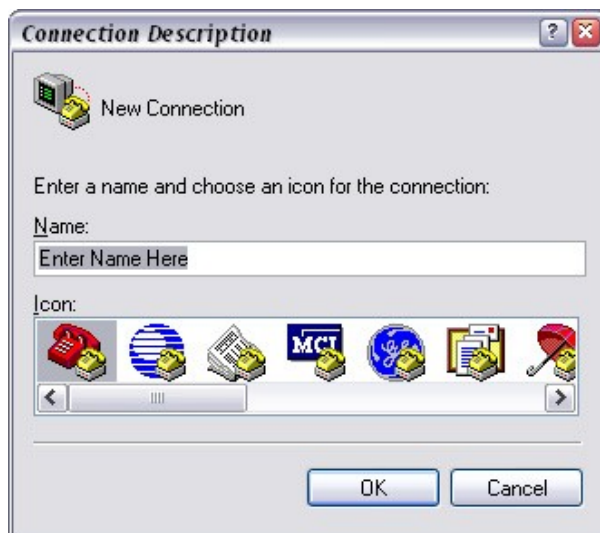 Connection Description
New Connection
Enter a name and choose an icon for the connection:
Name:
Enter Name Here
Icon:
MCI
OK Cancel